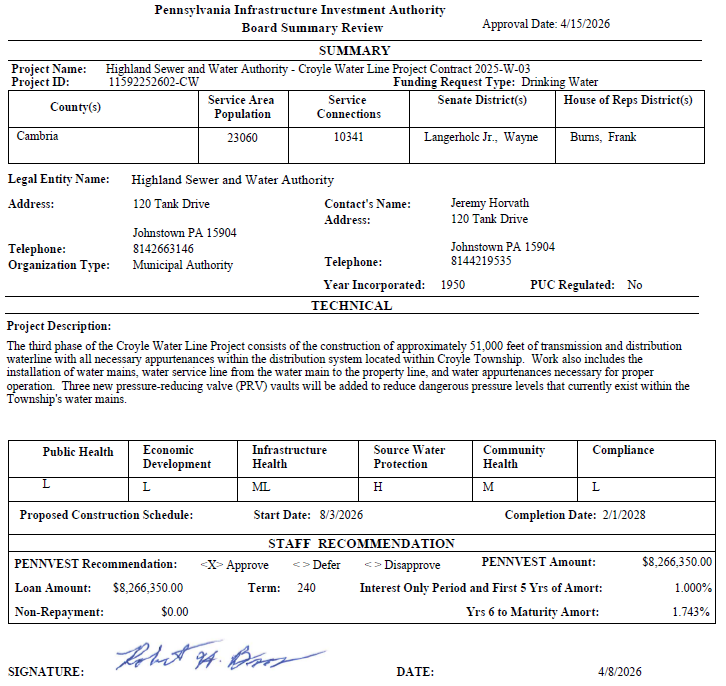 Pennsylvania Infrastructure Investment Authority
Board Summary Review
Approval Date: 4/15/2026
SUMMARY
Project Name: Highland Sewer and Water Authority - Croyle Water Line Project Contract 2025-W-03
Project ID: 11592252602-CW Funding Request Type: Drinking Water
County(s) Service Area Population Service Connections Senate District(s) House of Reps District(s)
Cambria 23060 10341 Langerholc Jr., Wayne Burns, Frank
Legal Entity Name: Highland Sewer and Water Authority
Address: 120 Tank Drive Contact's Name: Jeremy Horvath
Address: 120 Tank Drive
Johnstown PA 15904 Johnstown PA 15904
Telephone: 8142663146
Organization Type: Municipal Authority Telephone: 8144219535
Year Incorporated: 1950 PUC Regulated: No
TECHNICAL
Project Description:
The third phase of the Croyle Water Line Project consists of the construction of approximately 51,000 feet of transmission and distribution
waterline with all necessary appurtenances within the distribution system located within Croyle Township. Work also includes the
installation of water mains, water service line from the water main to the property line, and water appurtenances necessary for proper
operation. Three new pressure-reducing valve (PRV) vaults will be added to reduce dangerous pressure levels that currently exist within the
Township's water mains.
Public Health Economic Development Infrastructure Health Source Water Protection Community Health Compliance
L L ML H M L
Proposed Construction Schedule: Start Date: 8/3/2026 Completion Date: 2/1/2028
STAFF RECOMMENDATION
PENNVEST Recommendation: <X> Approve < > Defer < > Disapprove PENNVEST Amount: $8,266,350.00
Loan Amount: $8,266,350.00 Term: 240 Interest Only Period and First 5 Yrs of Amort: 1.000%
Non-Repayment: $0.00 Yrs 6 to Maturity Amort: 1.743%
SIGNATURE: DATE: 4/8/2026